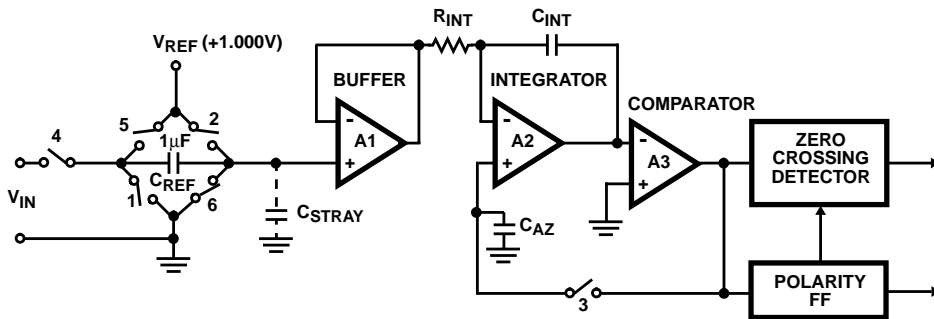 R_INT
C_INT
V_REF (+1.000V)
BUFFER
INTEGRATOR
COMPARATOR
5
2
4
1μF
C_REF
1
6
V_IN
C_STRAY
-
A1
+
-
A2
+
-
A3
+
C_AZ
3
ZERO
CROSSING
DETECTOR
POLARITY
FF